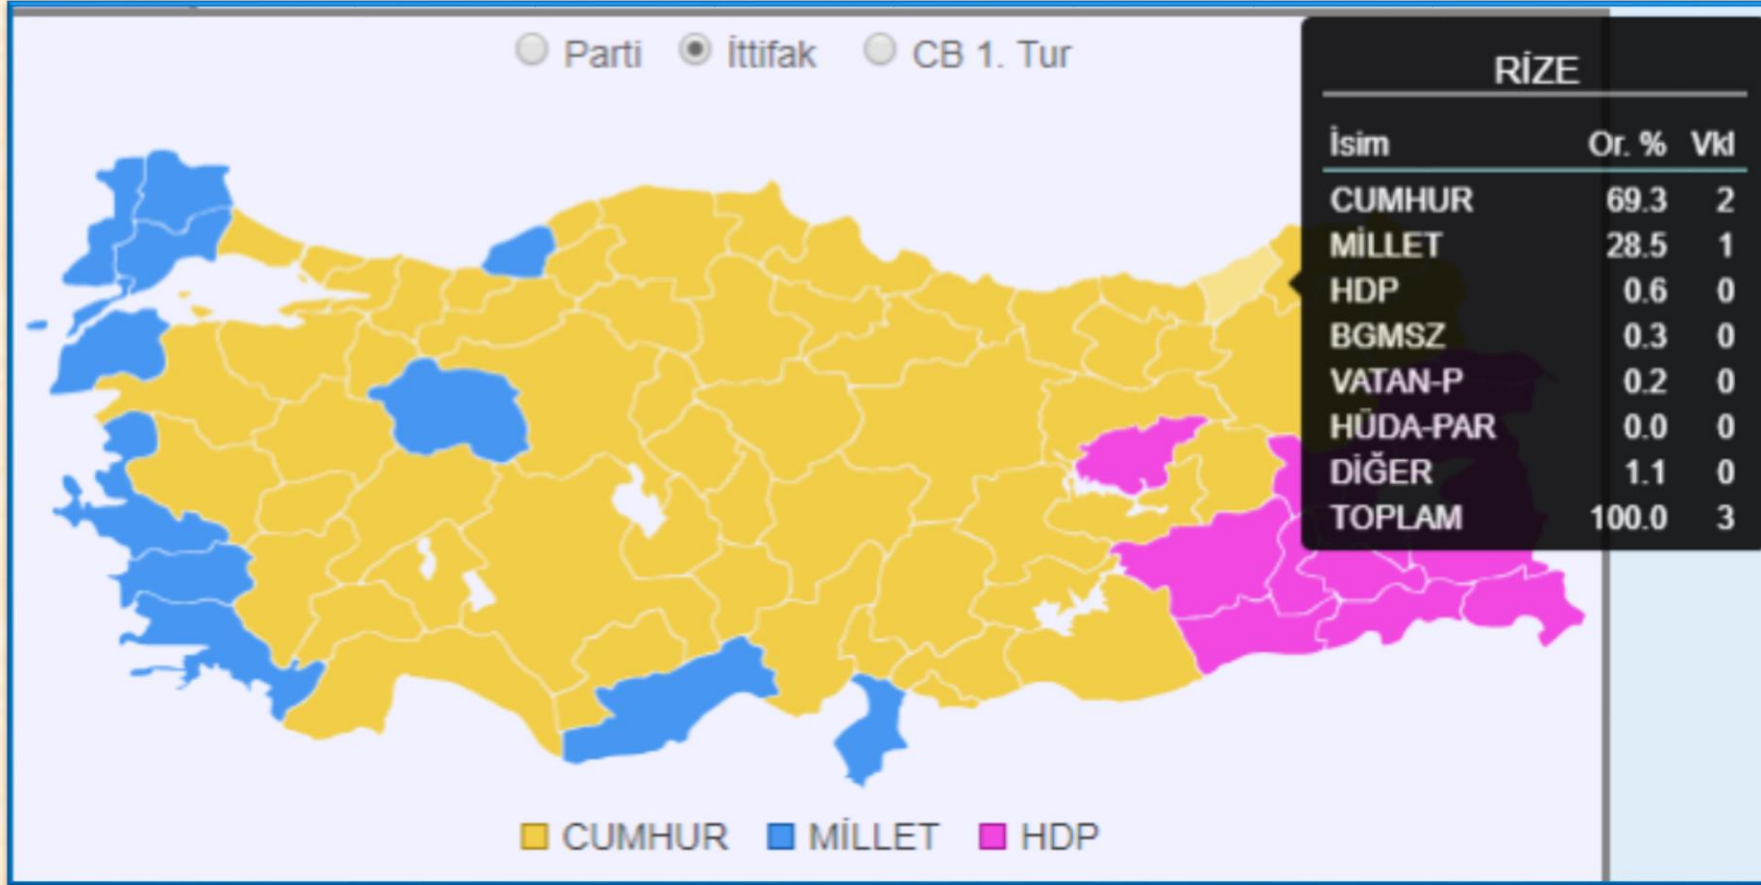 Parti İttifak CB 1. Tur
RİZE
İsim Or. % Vkl
CUMHUR 69.3 2
MİLLET 28.5 1
HDP 0.6 0
BGMSZ 0.3 0
VATAN-P 0.2 0
HÜDA-PAR 0.0 0
DİĞER 1.1 0
TOPLAM 100.0 3
CUMHUR MİLLET HDP